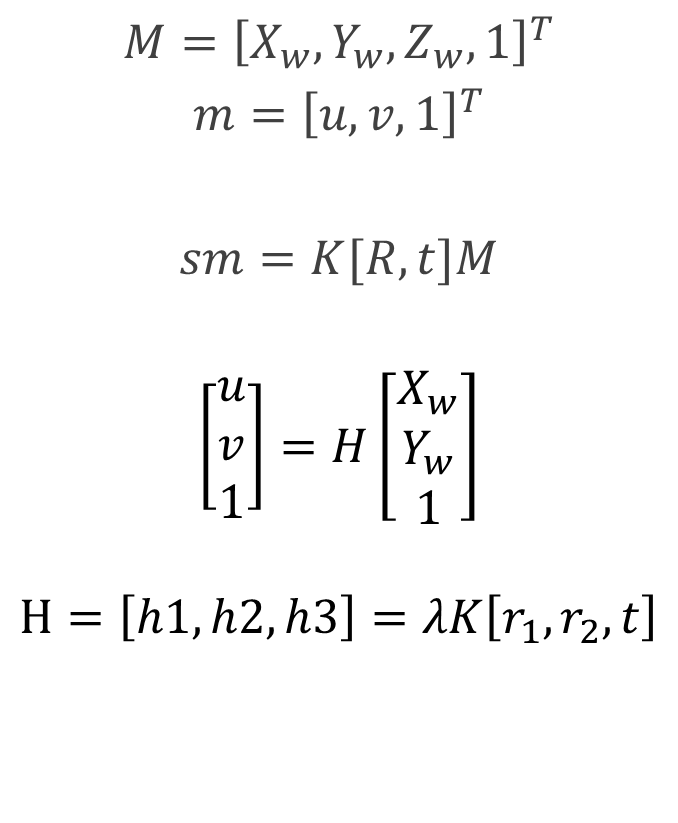 M = [X_w, Y_w, Z_w, 1]^T
m = [u, v, 1]^T
sm = K[R, t]M
[u v 1] = H [X_w Y_w 1]
H = [h1, h2, h3] = λK[r_1, r_2, t]